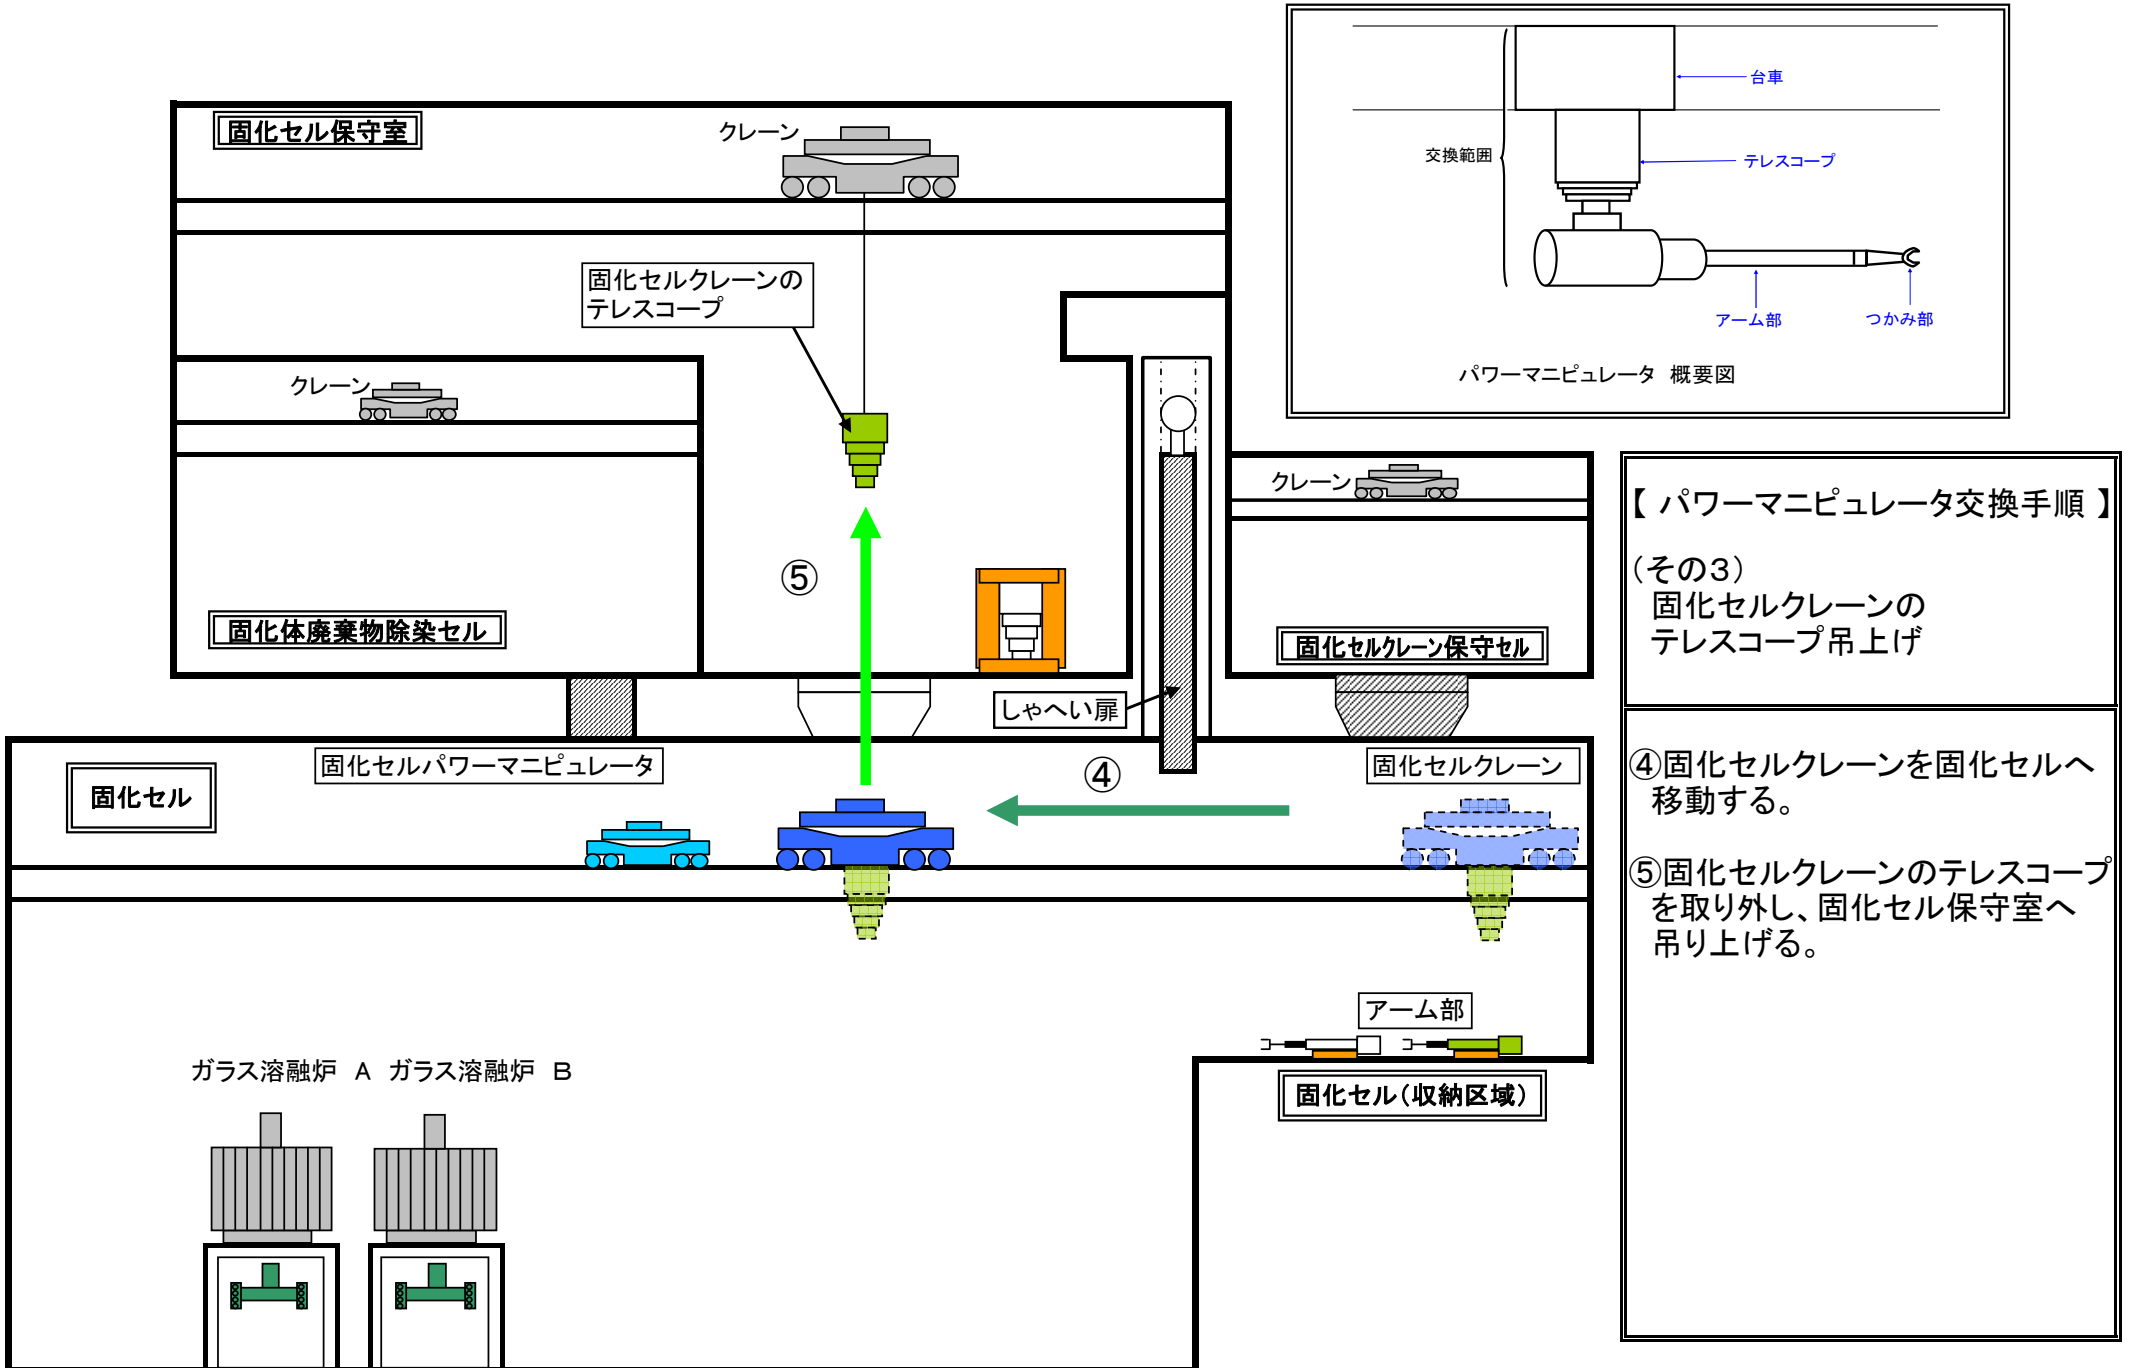 台車
交換範囲
テレスコープ
アーム部
つかみ部
パワーマニピュレータ 概要図
固化セル保守室
クレーン
固化セルクレーンの
テレスコープ
クレーン
クレーン
⑤
固化体廃棄物除染セル
固化セルクレーン保守セル
しゃへい扉
固化セルパワーマニピュレータ
④
固化セルクレーン
固化セル
アーム部
固化セル(収納区域)
ガラス溶融炉 A ガラス溶融炉 B
【 パワーマニピュレータ交換手順 】
(その3)
固化セルクレーンの
テレスコープ吊上げ
④固化セルクレーンを固化セルへ
移動する。
⑤固化セルクレーンのテレスコープ
を取り外し、固化セル保守室へ
吊り上げる。